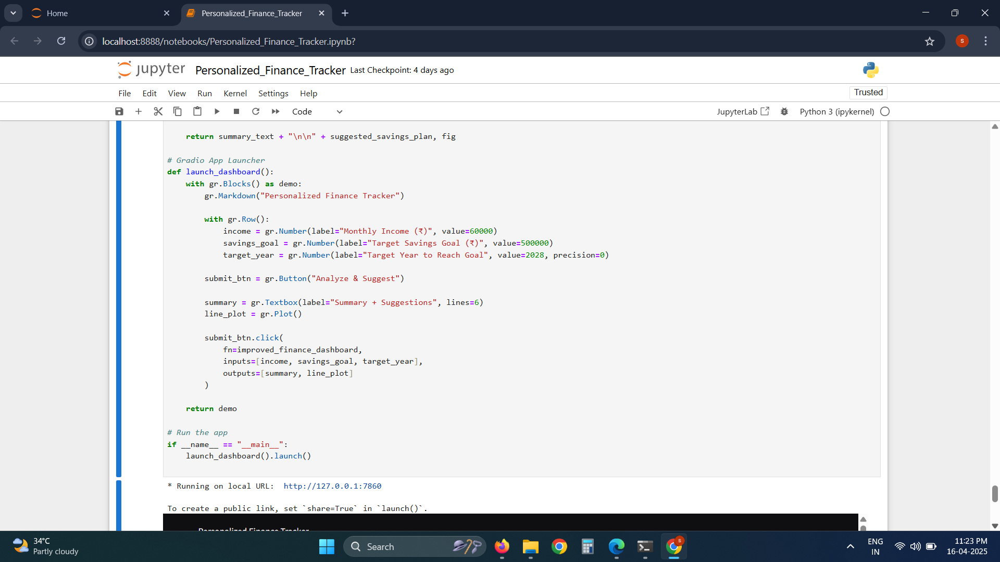 Home
Personalized_Finance_Tracker
localhost:8888/notebooks/Personalized_Finance_Tracker.ipynb?
S
jupyter Personalized_Finance_Tracker Last Checkpoint: 4 days ago
File Edit View Run Kernel Settings Help
Trusted
Code
JupyterLab
Python 3 (ipykernel)
return summary_text + "\n\n" + suggested_savings_plan, fig
# Gradio App Launcher
def launch_dashboard():
with gr.Blocks() as demo:
gr.Markdown("Personalized Finance Tracker")
with gr.Row():
income = gr.Number(label="Monthly Income (₹)", value=60000)
savings_goal = gr.Number(label="Target Savings Goal (₹)", value=500000)
target_year = gr.Number(label="Target Year to Reach Goal", value=2028, precision=0)
submit_btn = gr.Button("Analyze & Suggest")
summary = gr.Textbox(label="Summary + Suggestions", lines=6)
line_plot = gr.Plot()
submit_btn.click(
fn=improved_finance_dashboard,
inputs=[income, savings_goal, target_year],
outputs=[summary, line_plot]
)
return demo
# Run the app
if __name__ == "__main__":
launch_dashboard().launch()
* Running on local URL:  http://127.0.0.1:7860
To create a public link, set `share=True` in `launch()`.
Personalized Finance Tracker
34°C
Partly cloudy
Search
S
ENG
IN
11:23 PM
16-04-2025